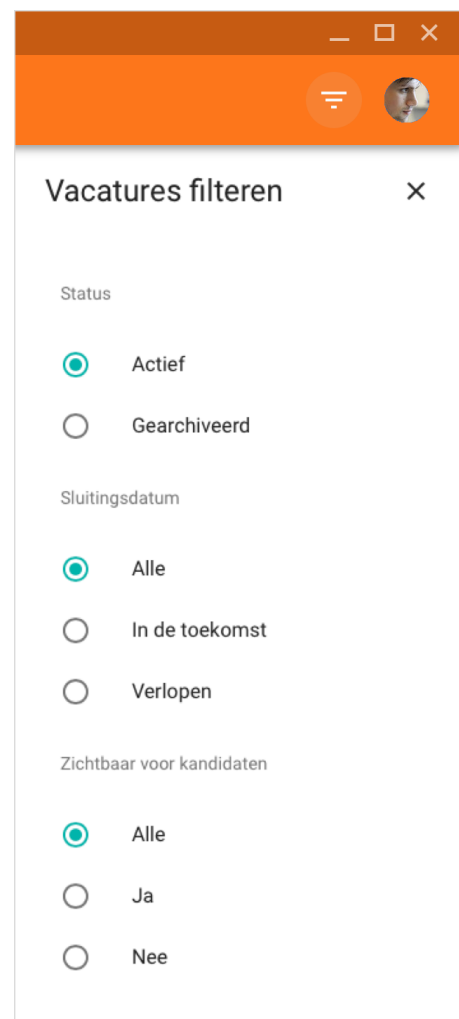 Vacatures filteren
Status
Actief
Gearchiveerd
Sluitingsdatum
Alle
In de toekomst
Verlopen
Zichtbaar voor kandidaten
Alle
Ja
Nee